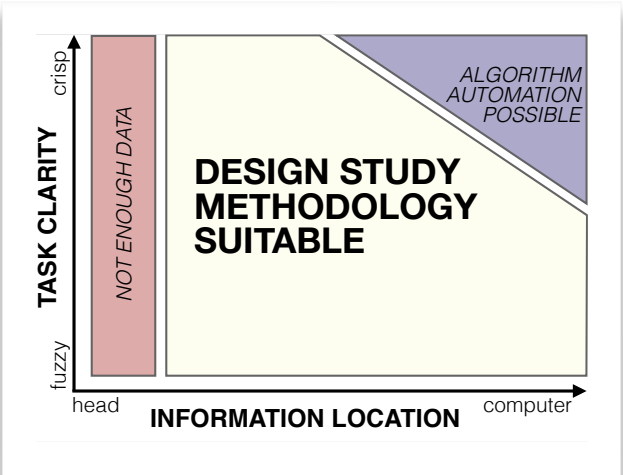 crisp
TASK CLARITY
fuzzy
NOT ENOUGH DATA
DESIGN STUDY
METHODOLOGY
SUITABLE
ALGORITHM
AUTOMATION
POSSIBLE
head
INFORMATION LOCATION
computer